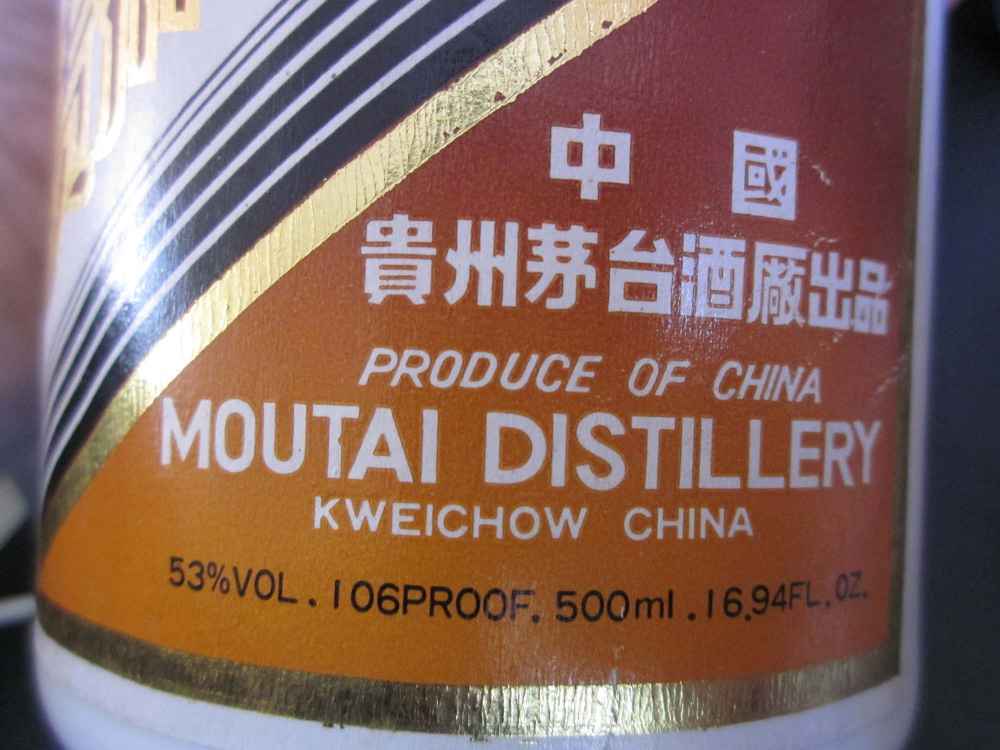 中 國
貴州茅台酒厰出品
PRODUCE OF CHINA
MOUTAI DISTILLERY
KWEICHOW CHINA
53%VOL. 106PROOF. 500ml. 16.94FL.OZ.